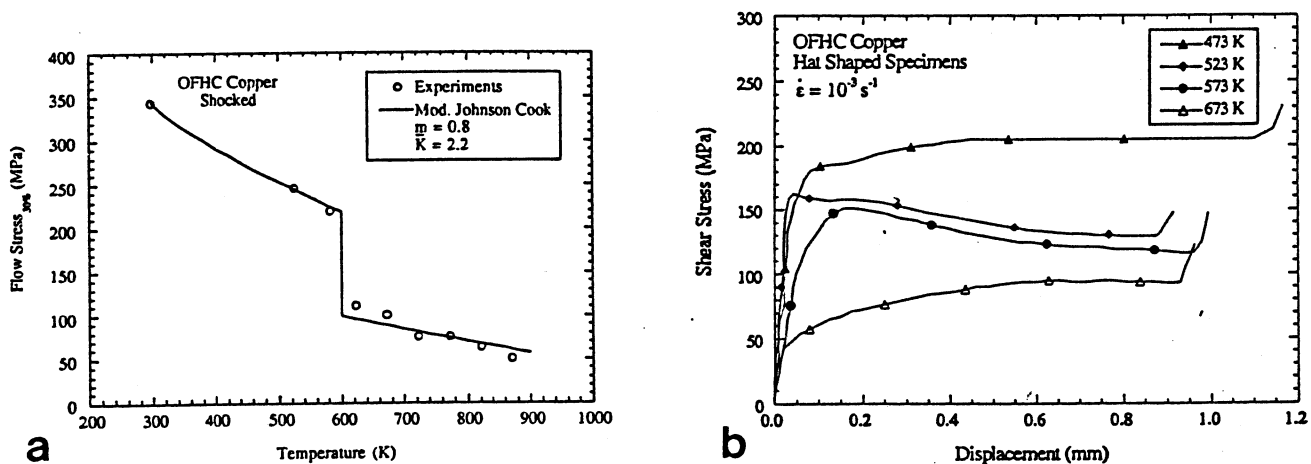 400
350
300
250
200
150
100
50
0
200 300 400 500 600 700 800 900 1000
Flow Stress30% (MPa)
Temperature (K)
OFHC Copper
Shocked
Experiments
Mod. Johnson Cook
m = 0.8
K = 2.2
a
300
250
200
150
100
50
0
0.0 0.2 0.4 0.6 0.8 1.0 1.2
Shear Stress (MPa)
Displacement (mm)
OFHC Copper
Hat Shaped Specimens
ε̇ = 10⁻³ s⁻¹
473 K
523 K
573 K
673 K
b